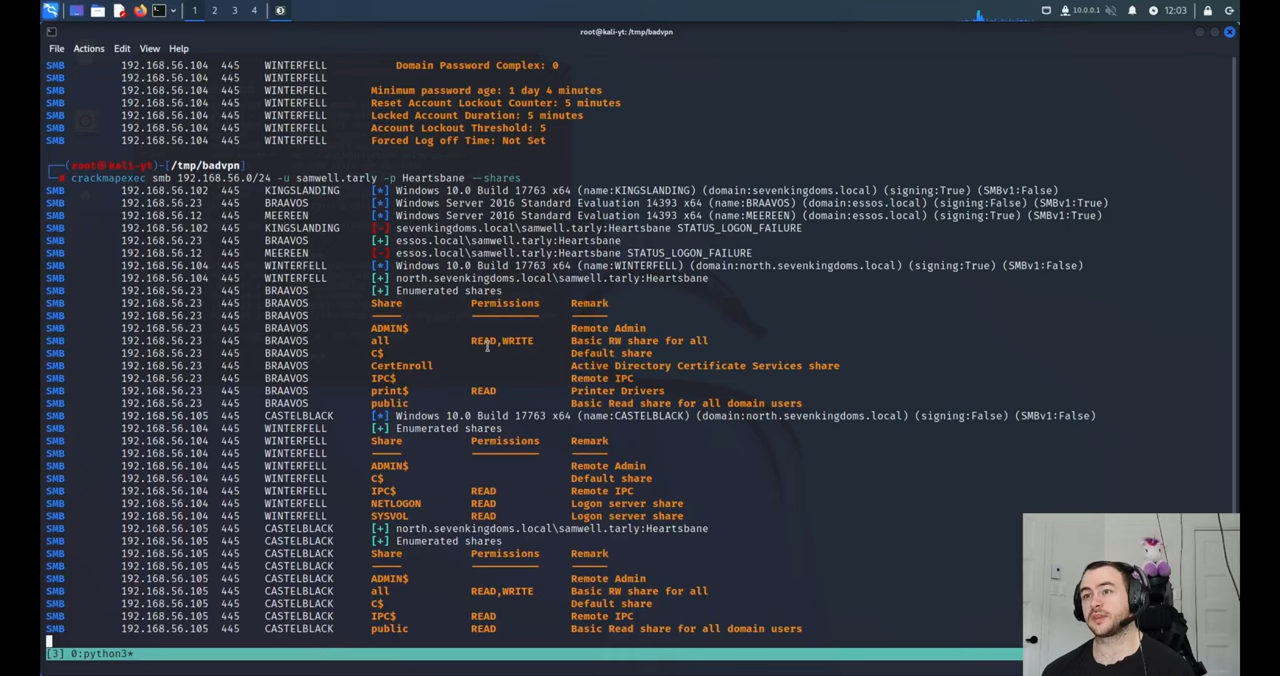 1 2 3 4 10.0.0.1 12:03
root@kali-yt: /tmp/badvpn
File Actions Edit View Help
SMB 192.168.56.104 445 WINTERFELL Domain Password Complex: 0
SMB 192.168.56.104 445 WINTERFELL
SMB 192.168.56.104 445 WINTERFELL Minimum password age: 1 day 4 minutes
SMB 192.168.56.104 445 WINTERFELL Reset Account Lockout Counter: 5 minutes
SMB 192.168.56.104 445 WINTERFELL Locked Account Duration: 5 minutes
SMB 192.168.56.104 445 WINTERFELL Account Lockout Threshold: 5
SMB 192.168.56.104 445 WINTERFELL Forced Log off Time: Not Set
(root@kali-yt)-[/tmp/badvpn]
# crackmapexec smb 192.168.56.0/24 -u samwell.tarly -p Heartsbane --shares
SMB 192.168.56.102 445 KINGSLANDING [*] Windows 10.0 Build 17763 x64 (name:KINGSLANDING) (domain:sevenkingdoms.local) (signing:True) (SMBv1:False)
SMB 192.168.56.23 445 BRAAVOS [*] Windows Server 2016 Standard Evaluation 14393 x64 (name:BRAAVOS) (domain:essos.local) (signing:False) (SMBv1:True)
SMB 192.168.56.12 445 MEEREEN [*] Windows Server 2016 Standard Evaluation 14393 x64 (name:MEEREEN) (domain:essos.local) (signing:True) (SMBv1:True)
SMB 192.168.56.102 445 KINGSLANDING [-] sevenkingdoms.local\samwell.tarly:Heartsbane STATUS_LOGON_FAILURE
SMB 192.168.56.23 445 BRAAVOS [+] essos.local\samwell.tarly:Heartsbane
SMB 192.168.56.12 445 MEEREEN [-] essos.local\samwell.tarly:Heartsbane STATUS_LOGON_FAILURE
SMB 192.168.56.104 445 WINTERFELL [*] Windows 10.0 Build 17763 x64 (name:WINTERFELL) (domain:north.sevenkingdoms.local) (signing:True) (SMBv1:False)
SMB 192.168.56.104 445 WINTERFELL [+] north.sevenkingdoms.local\samwell.tarly:Heartsbane
SMB 192.168.56.23 445 BRAAVOS [+] Enumerated shares
SMB 192.168.56.23 445 BRAAVOS Share Permissions Remark
SMB 192.168.56.23 445 BRAAVOS ----- ----------- ------
SMB 192.168.56.23 445 BRAAVOS ADMIN$ Remote Admin
SMB 192.168.56.23 445 BRAAVOS all READ,WRITE Basic RW share for all
SMB 192.168.56.23 445 BRAAVOS C$ Default share
SMB 192.168.56.23 445 BRAAVOS CertEnroll Active Directory Certificate Services share
SMB 192.168.56.23 445 BRAAVOS IPC$ Remote IPC
SMB 192.168.56.23 445 BRAAVOS print$ READ Printer Drivers
SMB 192.168.56.23 445 BRAAVOS public Basic Read share for all domain users
SMB 192.168.56.105 445 CASTELBLACK [*] Windows 10.0 Build 17763 x64 (name:CASTELBLACK) (domain:north.sevenkingdoms.local) (signing:False) (SMBv1:False)
SMB 192.168.56.104 445 WINTERFELL [+] Enumerated shares
SMB 192.168.56.104 445 WINTERFELL Share Permissions Remark
SMB 192.168.56.104 445 WINTERFELL ----- ----------- ------
SMB 192.168.56.104 445 WINTERFELL ADMIN$ Remote Admin
SMB 192.168.56.104 445 WINTERFELL C$ Default share
SMB 192.168.56.104 445 WINTERFELL IPC$ READ Remote IPC
SMB 192.168.56.104 445 WINTERFELL NETLOGON READ Logon server share
SMB 192.168.56.104 445 WINTERFELL SYSVOL READ Logon server share
SMB 192.168.56.105 445 CASTELBLACK [+] north.sevenkingdoms.local\samwell.tarly:Heartsbane
SMB 192.168.56.105 445 CASTELBLACK [+] Enumerated shares
SMB 192.168.56.105 445 CASTELBLACK Share Permissions Remark
SMB 192.168.56.105 445 CASTELBLACK ----- ----------- ------
SMB 192.168.56.105 445 CASTELBLACK ADMIN$ Remote Admin
SMB 192.168.56.105 445 CASTELBLACK all READ,WRITE Basic RW share for all
SMB 192.168.56.105 445 CASTELBLACK C$ Default share
SMB 192.168.56.105 445 CASTELBLACK IPC$ READ Remote IPC
SMB 192.168.56.105 445 CASTELBLACK public READ Basic Read share for all domain users
[3] 0:python3*